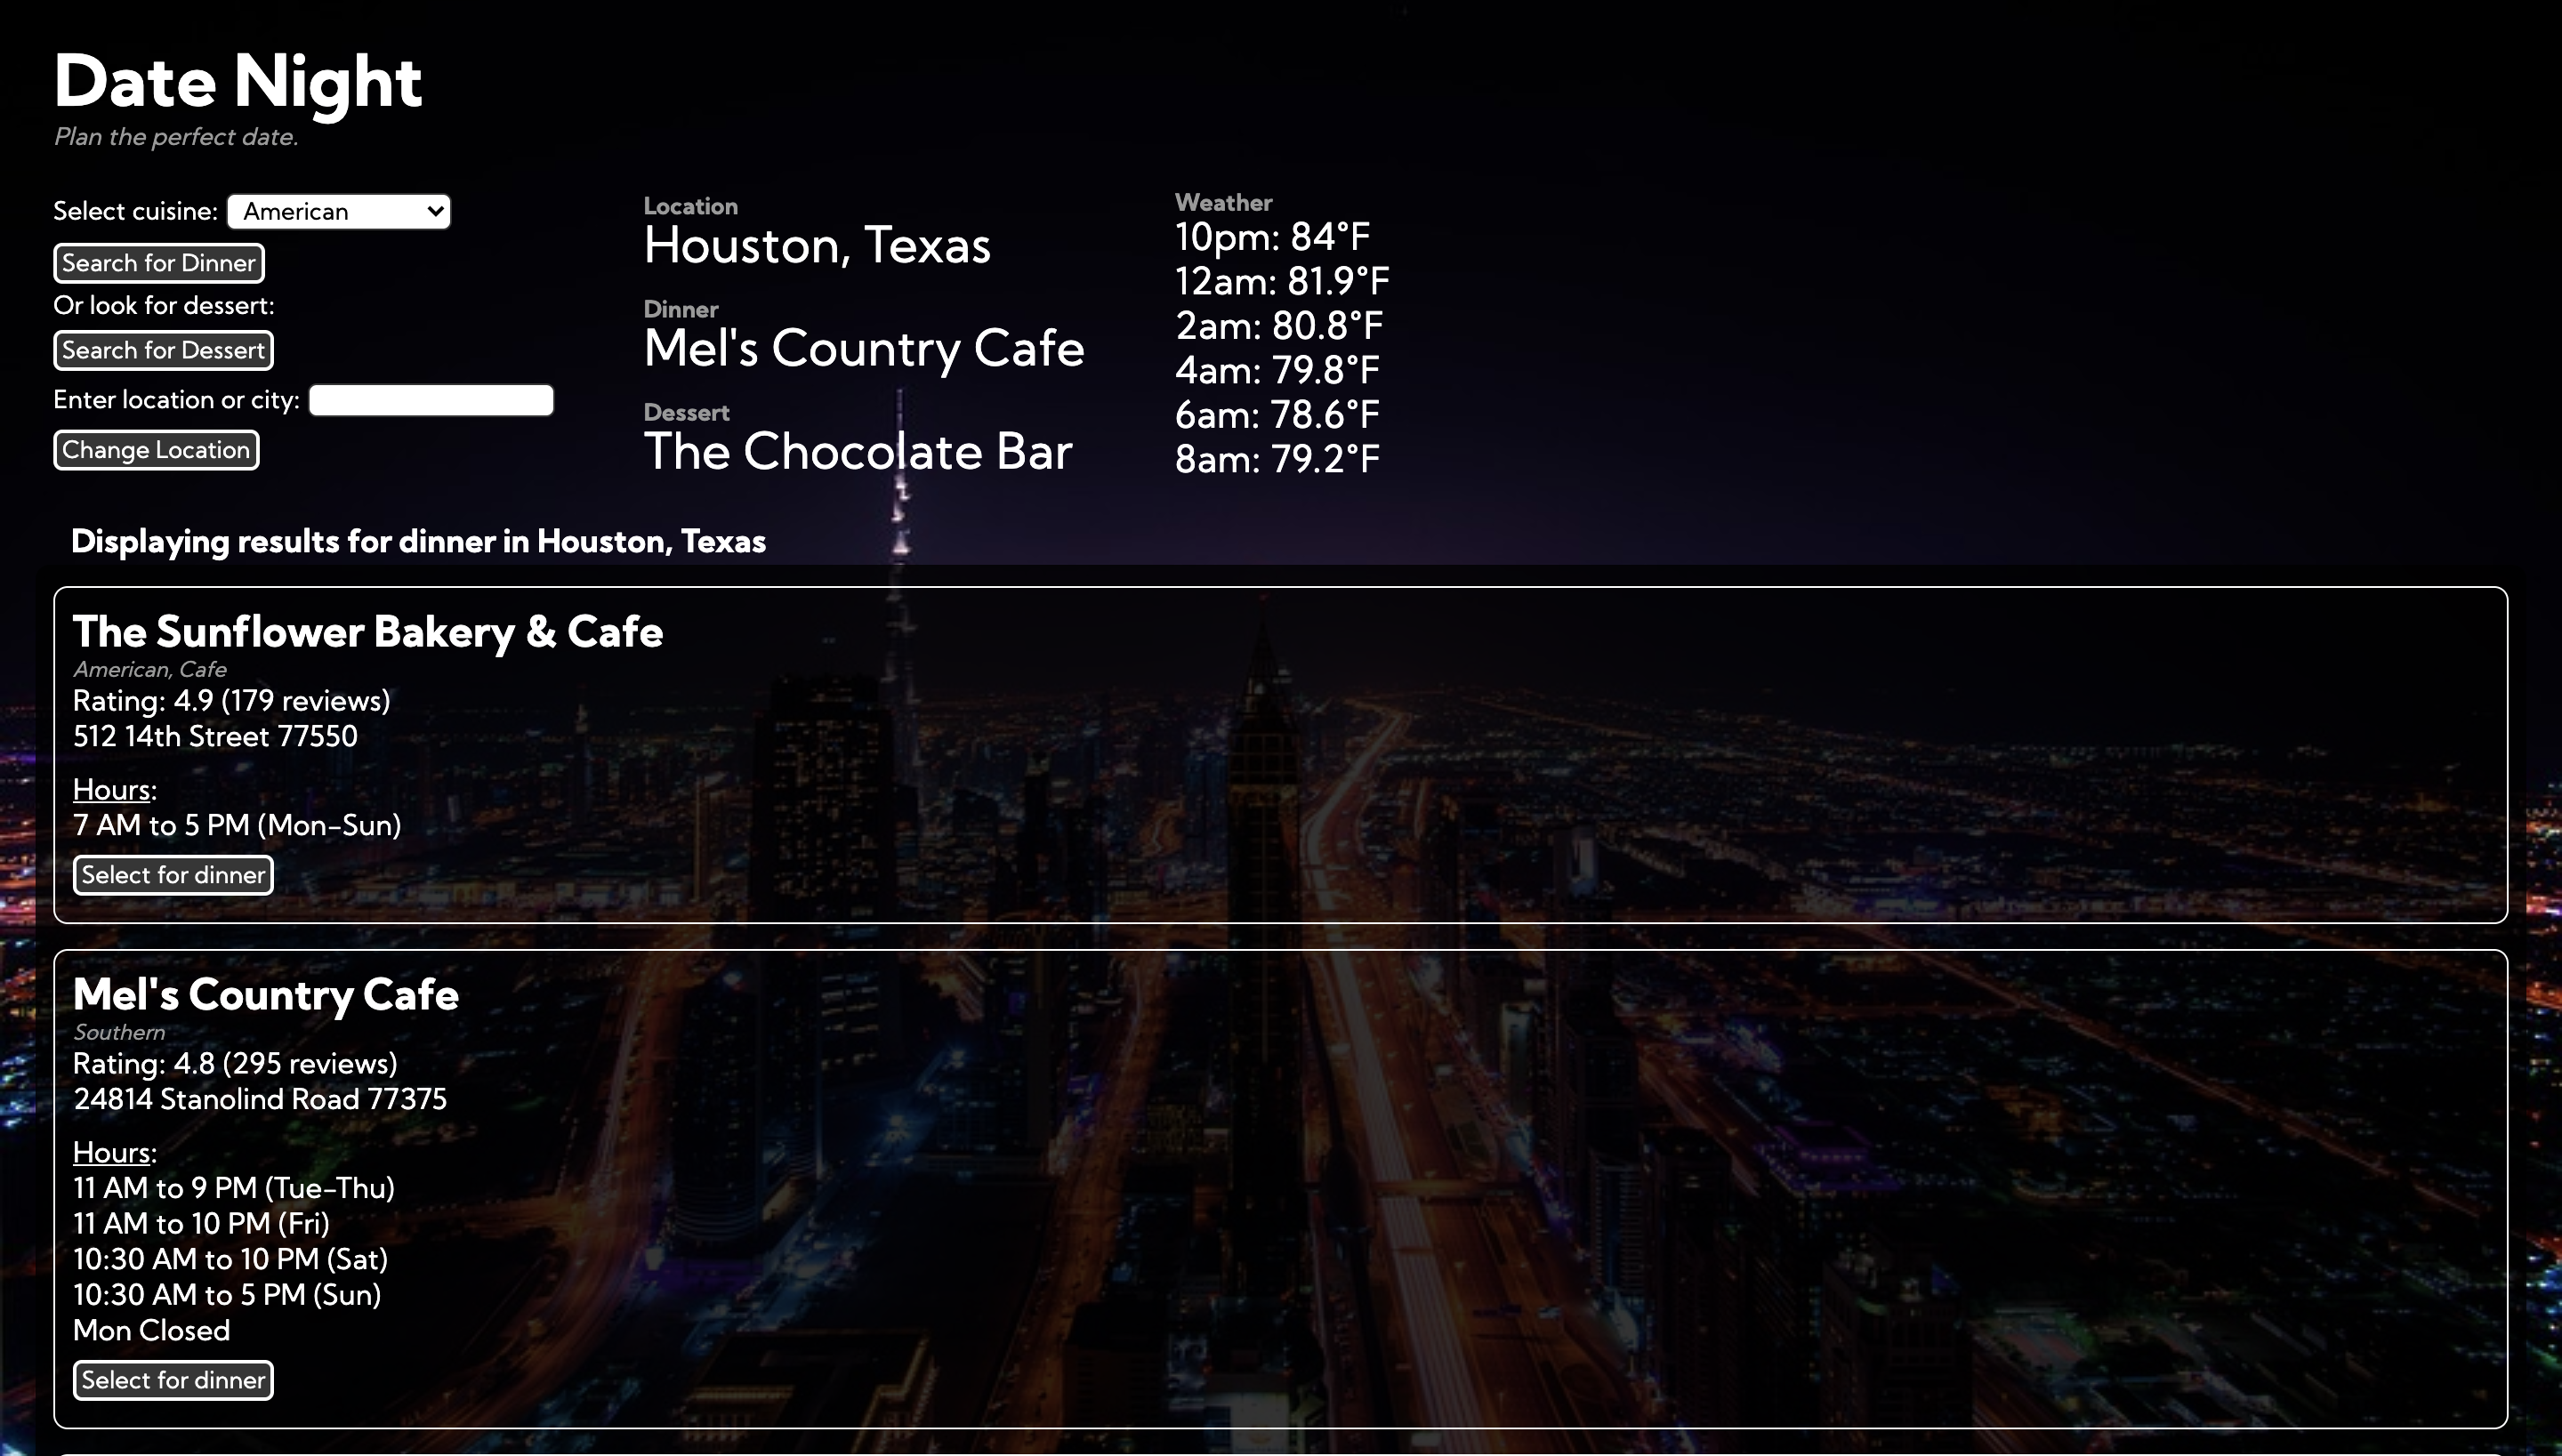 Date Night
Plan the perfect date.
Select cuisine: American
Search for Dinner
Or look for dessert:
Search for Dessert
Enter location or city:
Change Location
Location
Houston, Texas
Dinner
Mel's Country Cafe
Dessert
The Chocolate Bar
Weather
10pm: 84°F
12am: 81.9°F
2am: 80.8°F
4am: 79.8°F
6am: 78.6°F
8am: 79.2°F
Displaying results for dinner in Houston, Texas
The Sunflower Bakery & Cafe
American, Cafe
Rating: 4.9 (179 reviews)
512 14th Street 77550
Hours:
7 AM to 5 PM (Mon-Sun)
Select for dinner
Mel's Country Cafe
Southern
Rating: 4.8 (295 reviews)
24814 Stanolind Road 77375
Hours:
11 AM to 9 PM (Tue-Thu)
11 AM to 10 PM (Fri)
10:30 AM to 10 PM (Sat)
10:30 AM to 5 PM (Sun)
Mon Closed
Select for dinner